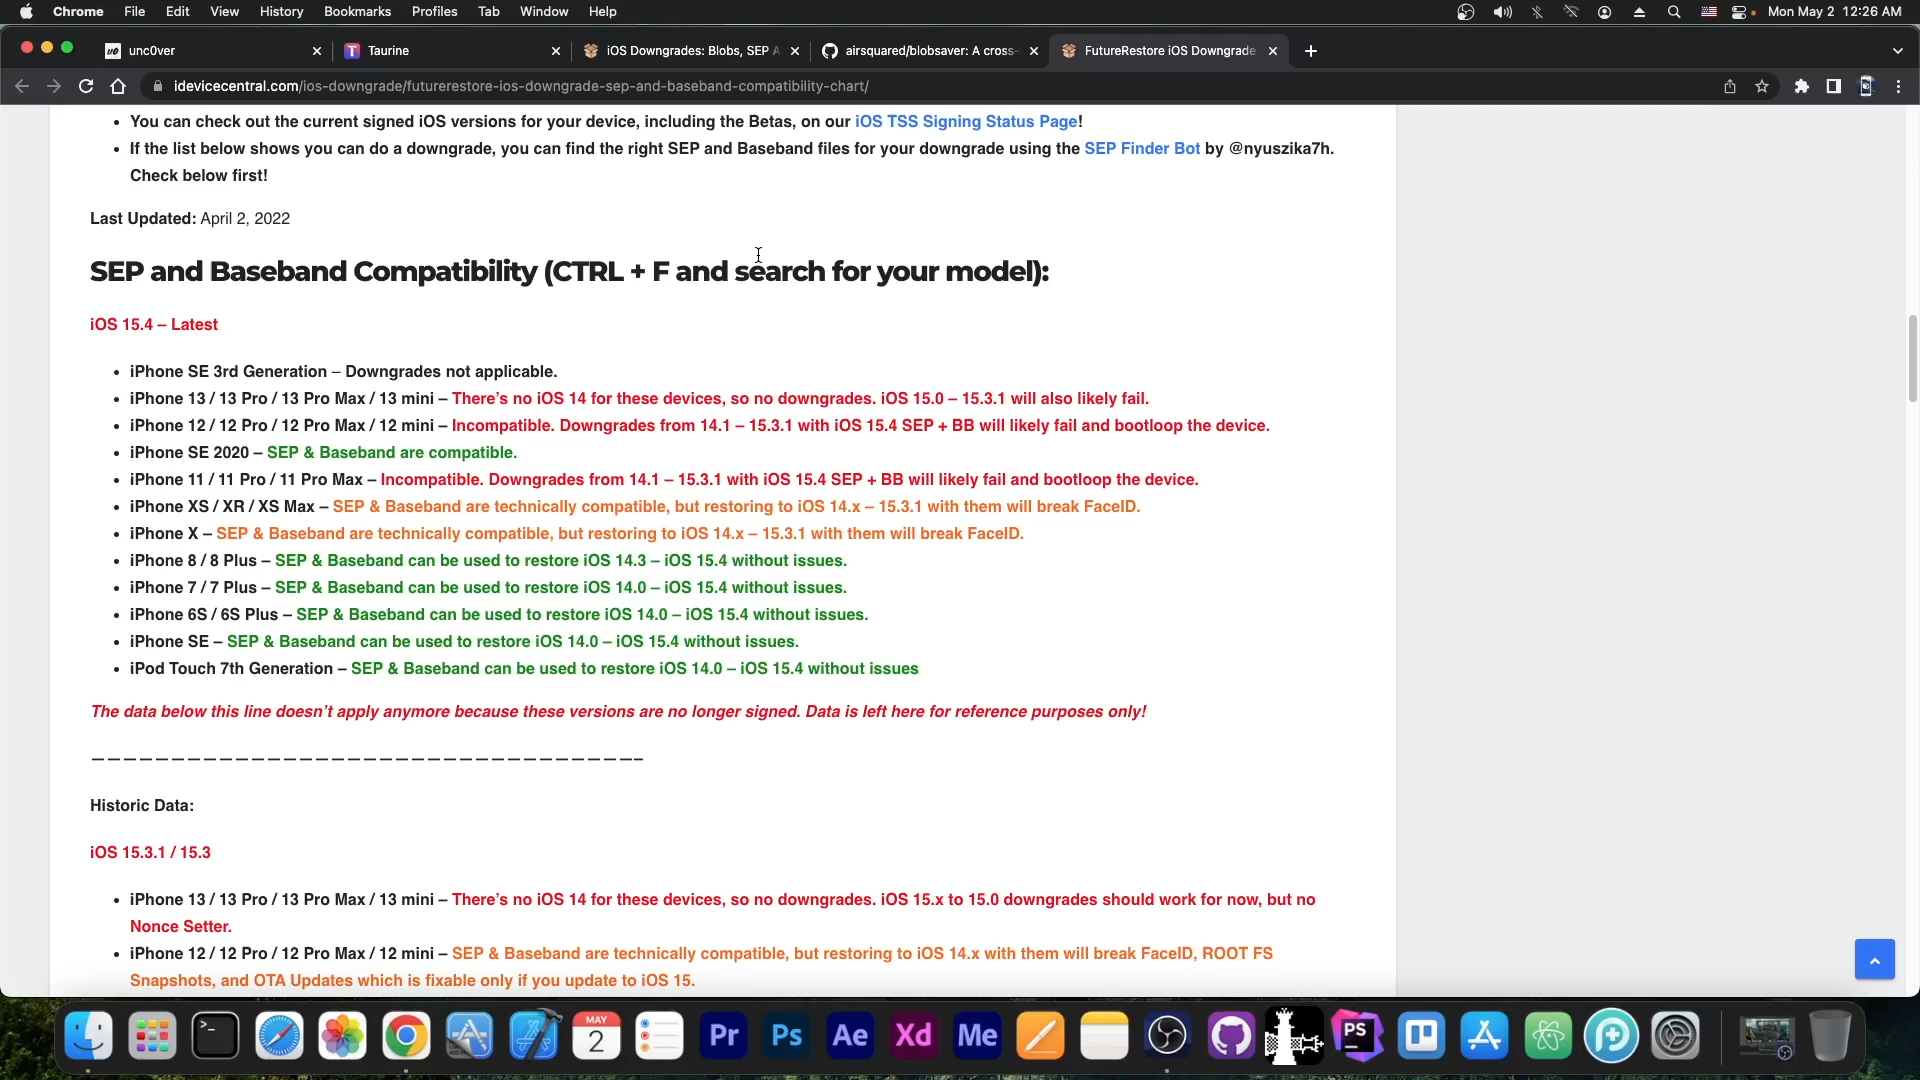 Chrome File Edit View History Bookmarks Profiles Tab Window Help Mon May 2 12:26 AM
unc0ver Taurine iOS Downgrades: Blobs, SEP A airsquared/blobsaver: A cross- FutureRestore iOS Downgrade
idevicecentral.com/ios-downgrade/futurerestore-ios-downgrade-sep-and-baseband-compatibility-chart/
• You can check out the current signed iOS versions for your device, including the Betas, on our iOS TSS Signing Status Page!
• If the list below shows you can do a downgrade, you can find the right SEP and Baseband files for your downgrade using the SEP Finder Bot by @nyuszika7h.
Check below first!
Last Updated: April 2, 2022
SEP and Baseband Compatibility (CTRL + F and search for your model):
iOS 15.4 – Latest
• iPhone SE 3rd Generation – Downgrades not applicable.
• iPhone 13 / 13 Pro / 13 Pro Max / 13 mini – There’s no iOS 14 for these devices, so no downgrades. iOS 15.0 – 15.3.1 will also likely fail.
• iPhone 12 / 12 Pro / 12 Pro Max / 12 mini – Incompatible. Downgrades from 14.1 – 15.3.1 with iOS 15.4 SEP + BB will likely fail and bootloop the device.
• iPhone SE 2020 – SEP & Baseband are compatible.
• iPhone 11 / 11 Pro / 11 Pro Max – Incompatible. Downgrades from 14.1 – 15.3.1 with iOS 15.4 SEP + BB will likely fail and bootloop the device.
• iPhone XS / XR / XS Max – SEP & Baseband are technically compatible, but restoring to iOS 14.x – 15.3.1 with them will break FaceID.
• iPhone X – SEP & Baseband are technically compatible, but restoring to iOS 14.x – 15.3.1 with them will break FaceID.
• iPhone 8 / 8 Plus – SEP & Baseband can be used to restore iOS 14.3 – iOS 15.4 without issues.
• iPhone 7 / 7 Plus – SEP & Baseband can be used to restore iOS 14.0 – iOS 15.4 without issues.
• iPhone 6S / 6S Plus – SEP & Baseband can be used to restore iOS 14.0 – iOS 15.4 without issues.
• iPhone SE – SEP & Baseband can be used to restore iOS 14.0 – iOS 15.4 without issues.
• iPod Touch 7th Generation – SEP & Baseband can be used to restore iOS 14.0 – iOS 15.4 without issues
The data below this line doesn’t apply anymore because these versions are no longer signed. Data is left here for reference purposes only!
———————————————————————————————————–
Historic Data:
iOS 15.3.1 / 15.3
• iPhone 13 / 13 Pro / 13 Pro Max / 13 mini – There’s no iOS 14 for these devices, so no downgrades. iOS 15.x to 15.0 downgrades should work for now, but no
Nonce Setter.
• iPhone 12 / 12 Pro / 12 Pro Max / 12 mini – SEP & Baseband are technically compatible, but restoring to iOS 14.x with them will break FaceID, ROOT FS
Snapshots, and OTA Updates which is fixable only if you update to iOS 15.
MAY 2 Pr Ps Ae Xd Me PS